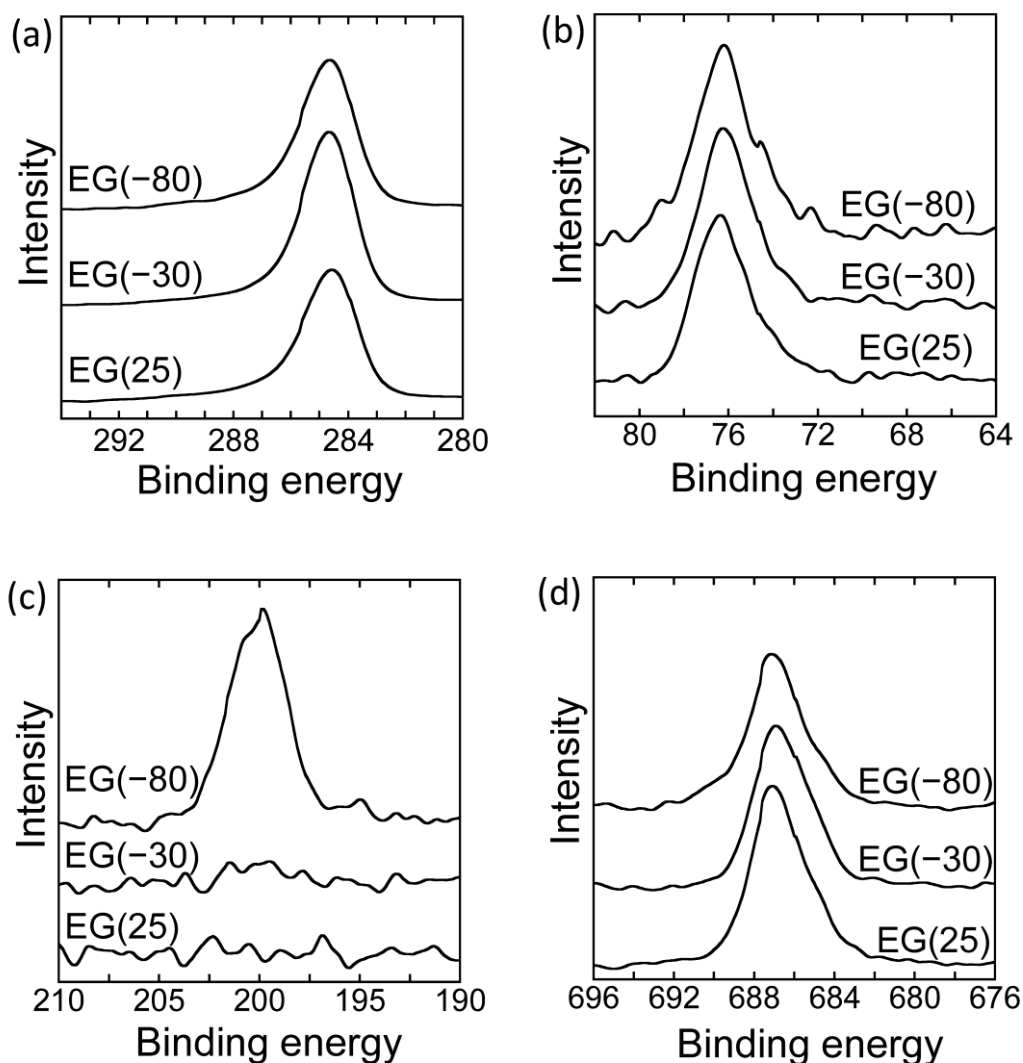 (a)
Intensity
EG(−80)
EG(−30)
EG(25)
292 288 284 280
Binding energy
(b)
Intensity
EG(−80)
EG(−30)
EG(25)
80 76 72 68 64
Binding energy
(c)
Intensity
EG(−80)
EG(−30)
EG(25)
210 205 200 195 190
Binding energy
(d)
Intensity
EG(−80)
EG(−30)
EG(25)
696 692 688 684 680 676
Binding energy